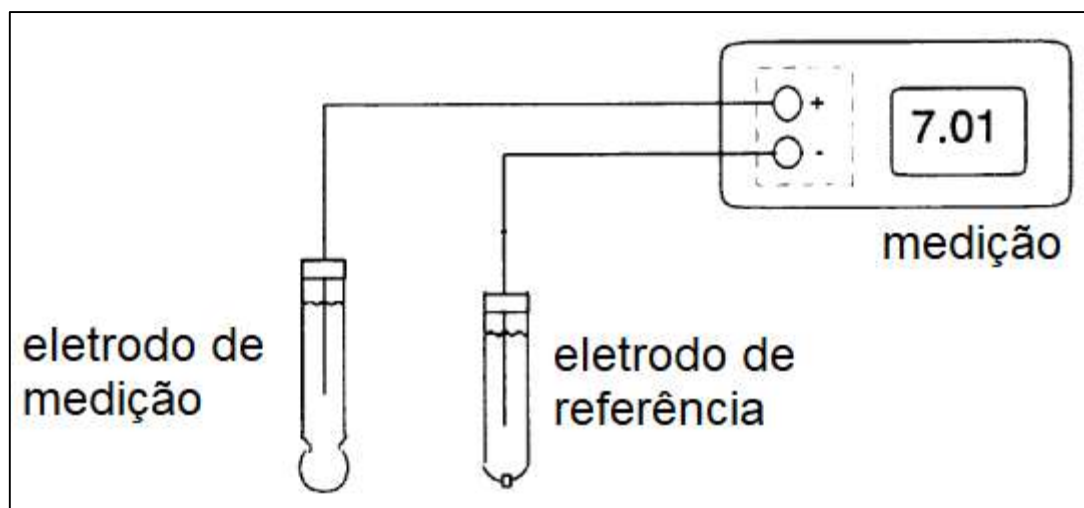 +
-
7.01
medição
eletrodo de
medição
eletrodo de
referência